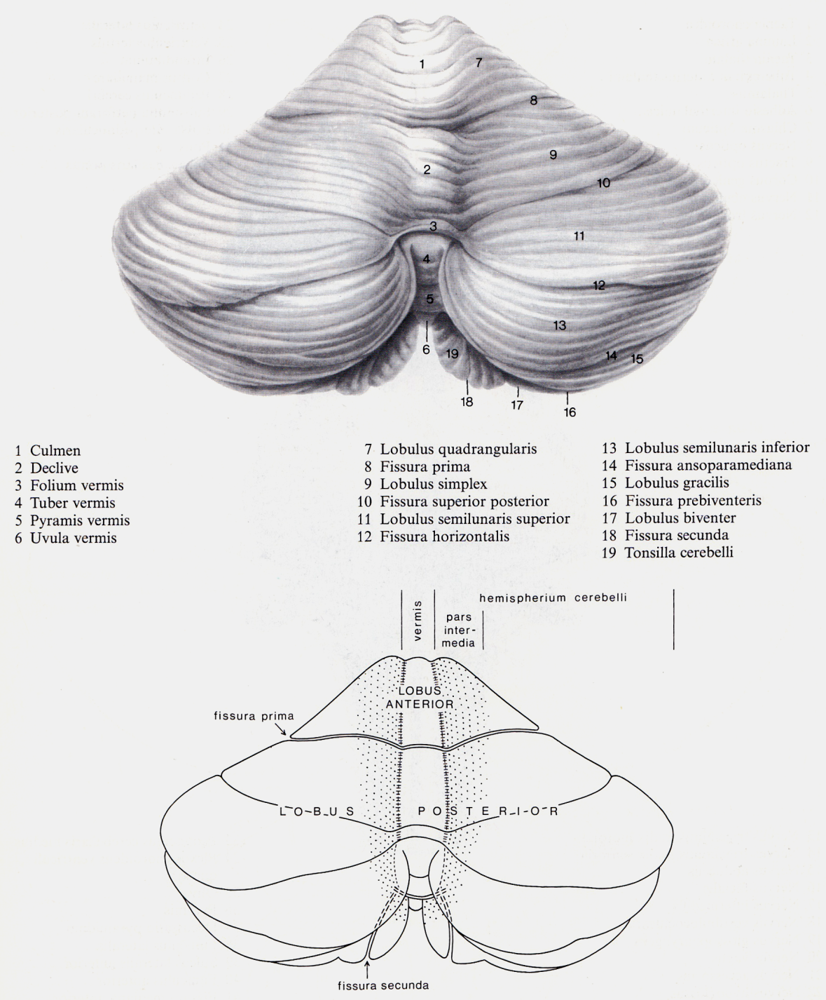 1
7
8
9
2
10
3
11
4
12
5
13
6
19
14
15
18
17
16
1 Culmen
2 Declive
3 Folium vermis
4 Tuber vermis
5 Pyramis vermis
6 Uvula vermis
7 Lobulus quadrangularis
8 Fissura prima
9 Lobulus simplex
10 Fissura superior posterior
11 Lobulus semilunaris superior
12 Fissura horizontalis
13 Lobulus semilunaris inferior
14 Fissura ansoparamediana
15 Lobulus gracilis
16 Fissura prebiventeris
17 Lobulus biventer
18 Fissura secunda
19 Tonsilla cerebelli
vermis
pars
inter-
media
hemispherium cerebelli
LOBUS
ANTERIOR
fissura prima
LOBUS POSTERIOR
fissura secunda